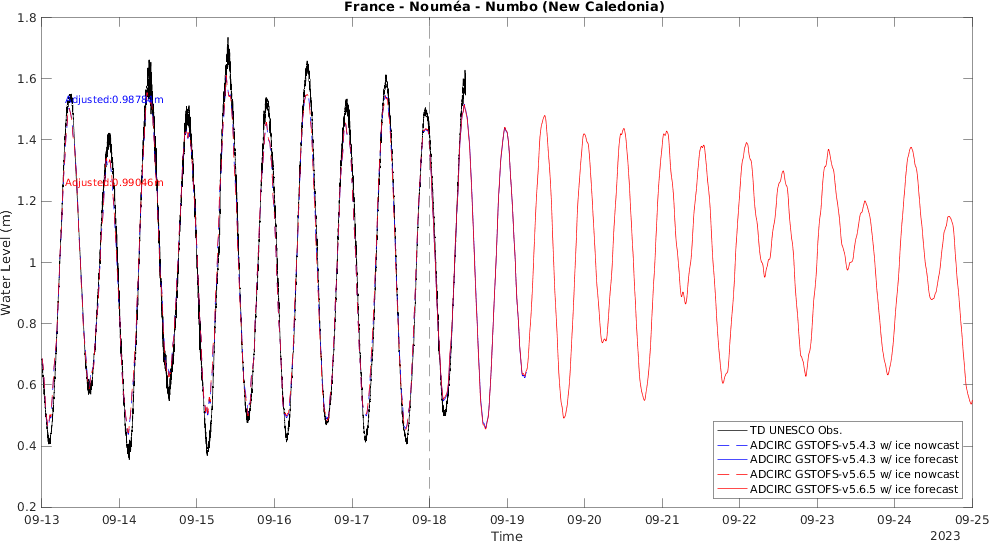 France - Nouméa - Numbo (New Caledonia)
1.8
1.6
1.4
1.2
1
0.8
0.6
0.4
0.2
Water Level (m)
Adjusted:0.98784m
Adjusted:0.99046m
TD UNESCO Obs.
ADCIRC GSTOFS-v5.4.3 w/ ice nowcast
ADCIRC GSTOFS-v5.4.3 w/ ice forecast
ADCIRC GSTOFS-v5.6.5 w/ ice nowcast
ADCIRC GSTOFS-v5.6.5 w/ ice forecast
09-13 09-14 09-15 09-16 09-17 09-18 09-19 09-20 09-21 09-22 09-23 09-24 09-25
Time
2023